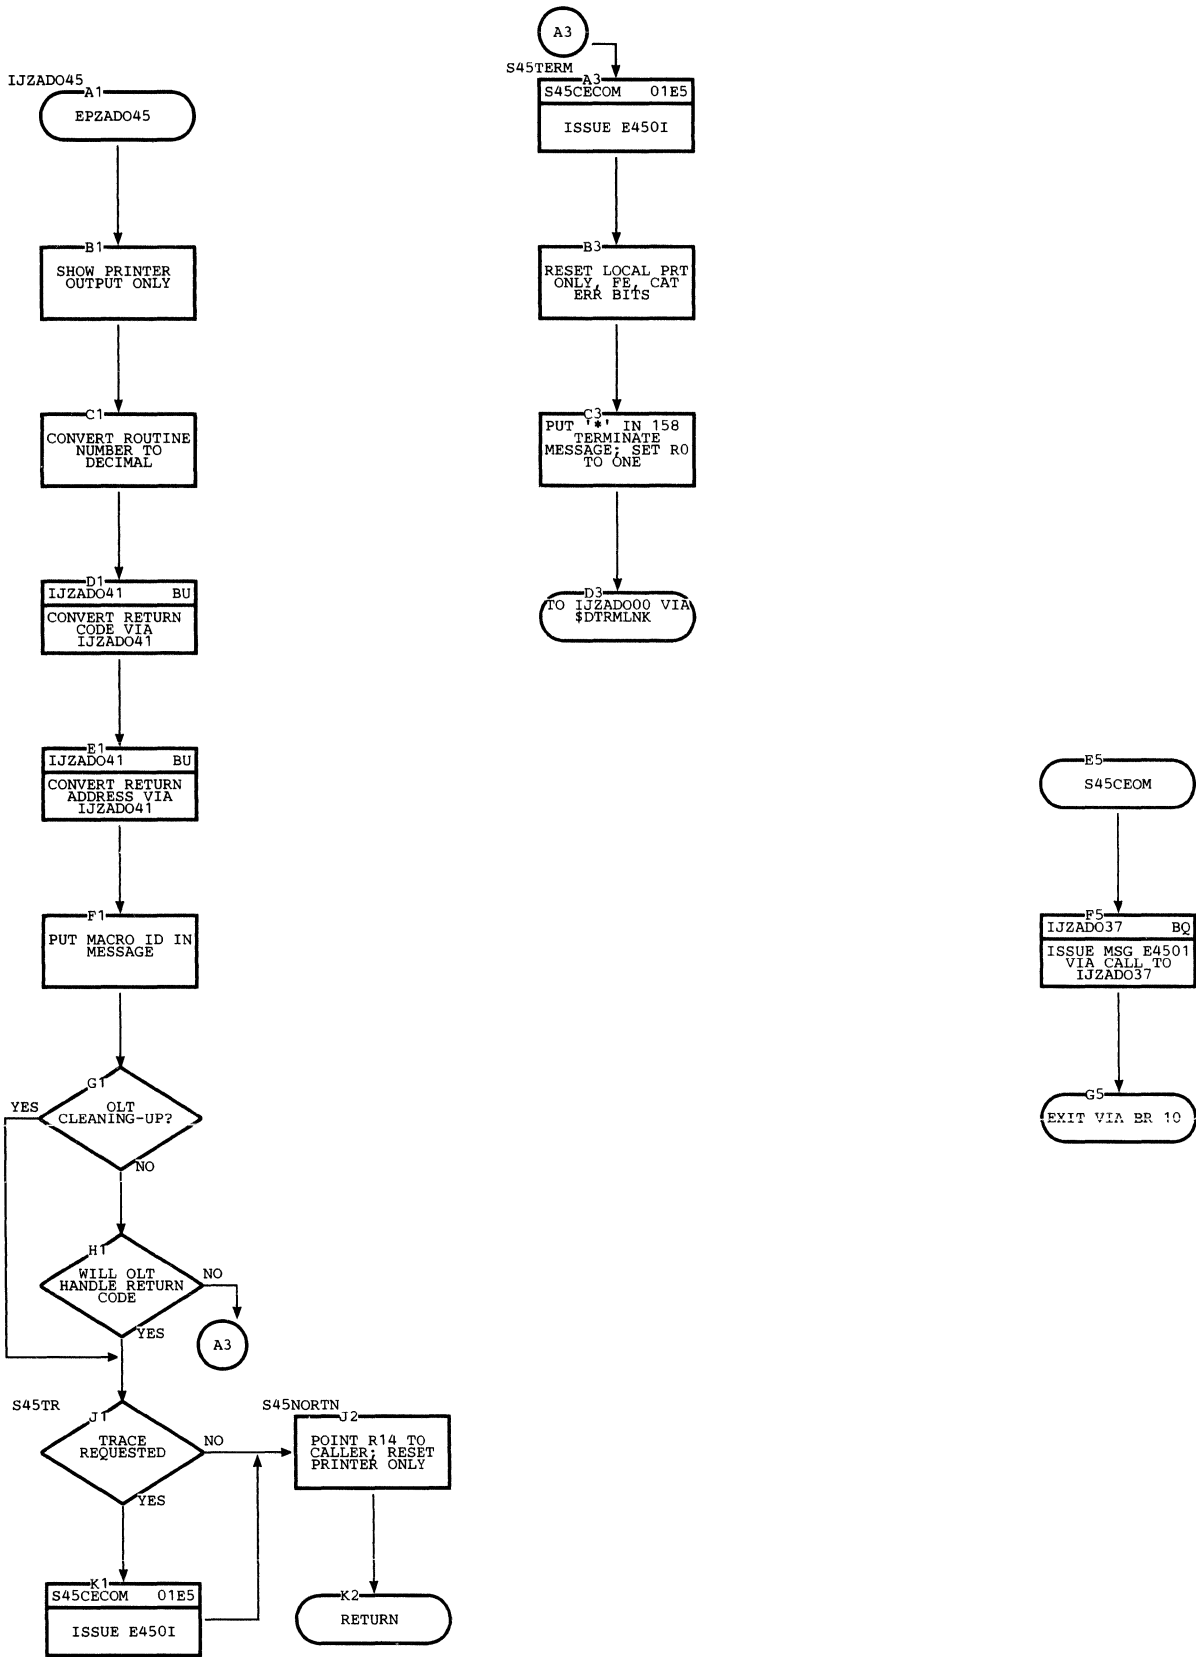 IJZADO45
A1
EPZADO45
B1
SHOW PRINTER
OUTPUT ONLY
C1
CONVERT ROUTINE
NUMBER TO
DECIMAL
D1
IJZADO41 BU
CONVERT RETURN
CODE VIA
IJZADO41
E1
IJZADO41 BU
CONVERT RETURN
ADDRESS VIA
IJZADO41
F1
PUT MACRO ID IN
MESSAGE
G1
OLT
CLEANING-UP?
YES
NO
H1
WILL OLT
HANDLE RETURN
CODE
NO
A3
YES
S45TR
J1
TRACE
REQUESTED
NO
YES
K1
S45CECOM 01E5
ISSUE E450I
S45NORTN
J2
POINT R14 TO
CALLER; RESET
PRINTER ONLY
K2
RETURN
A3
S45TERM
A3
S45CECOM 01E5
ISSUE E450I
B3
RESET LOCAL PRT
ONLY, FE, CAT
ERR BITS
C3
PUT '*' IN 158
TERMINATE
MESSAGE; SET R0
TO ONE
D3
TO IJZADO00 VIA
$DTRMLNK
E5
S45CEOM
F5
IJZADO37 BQ
ISSUE MSG E4501
VIA CALL TO
IJZADO37
G5
EXIT VIA BR 10